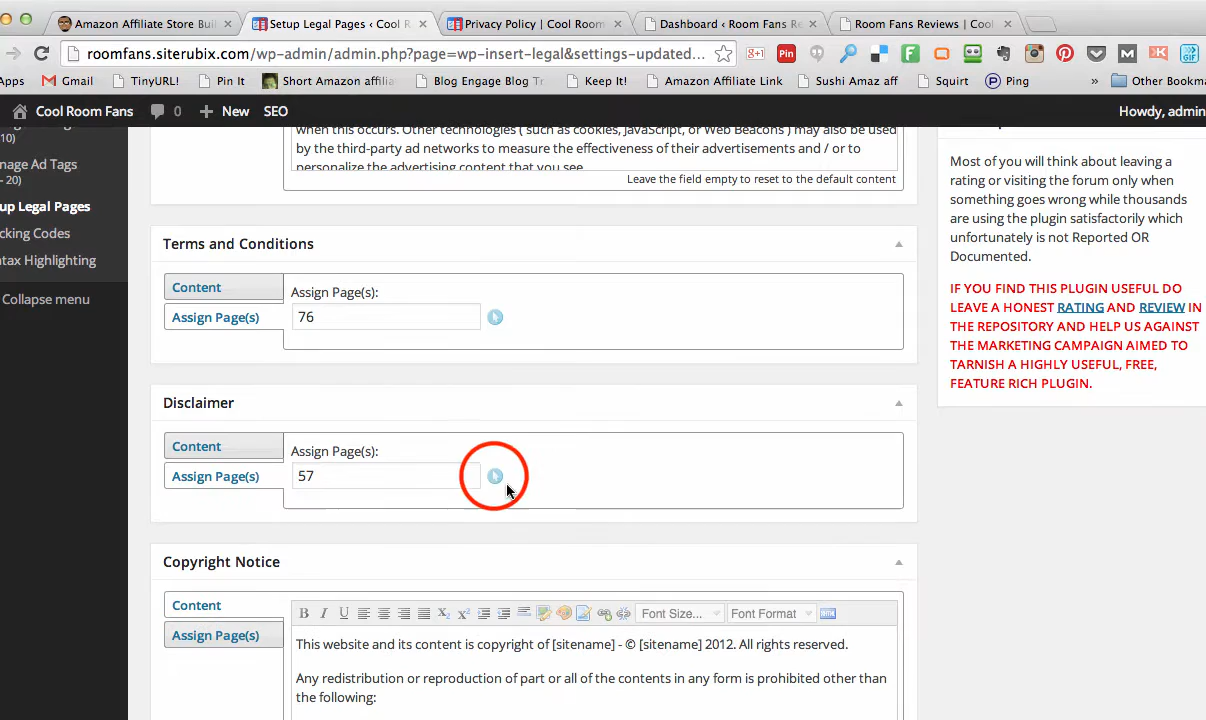 Amazon Affiliate Store Buil
Setup Legal Pages ‹ Cool R
Privacy Policy | Cool Room
Dashboard ‹ Room Fans Re
Room Fans Reviews | Cool
roomfans.siterubix.com/wp-admin/admin.php?page=wp-insert-legal&settings-updated...
Apps
Gmail
TinyURL!
Pin It
Short Amazon affilia
Blog Engage Blog Tr
Keep It!
Amazon Affiliate Link
Sushi Amaz aff
Squirt
Ping
»
Other Bookma
Cool Room Fans
0
New
SEO
Howdy, admin
10)
nage Ad Tags
- 20)
up Legal Pages
cking Codes
tax Highlighting
Collapse menu
when this occurs. Other technologies ( such as cookies, JavaScript, or Web Beacons ) may also be used
by the third-party ad networks to measure the effectiveness of their advertisements and / or to
personalize the advertising content that you see.
Leave the field empty to reset to the default content
Terms and Conditions
Content
Assign Page(s)
Assign Page(s):
76
Disclaimer
Content
Assign Page(s)
Assign Page(s):
57
Copyright Notice
Content
Assign Page(s)
B I U
Font Size...
Font Format
This website and its content is copyright of [sitename] - © [sitename] 2012. All rights reserved.
Any redistribution or reproduction of part or all of the contents in any form is prohibited other than
the following:
Most of you will think about leaving a
rating or visiting the forum only when
something goes wrong while thousands
are using the plugin satisfactorily which
unfortunately is not Reported OR
Documented.
IF YOU FIND THIS PLUGIN USEFUL DO
LEAVE A HONEST RATING AND REVIEW IN
THE REPOSITORY AND HELP US AGAINST
THE MARKETING CAMPAIGN AIMED TO
TARNISH A HIGHLY USEFUL, FREE,
FEATURE RICH PLUGIN.